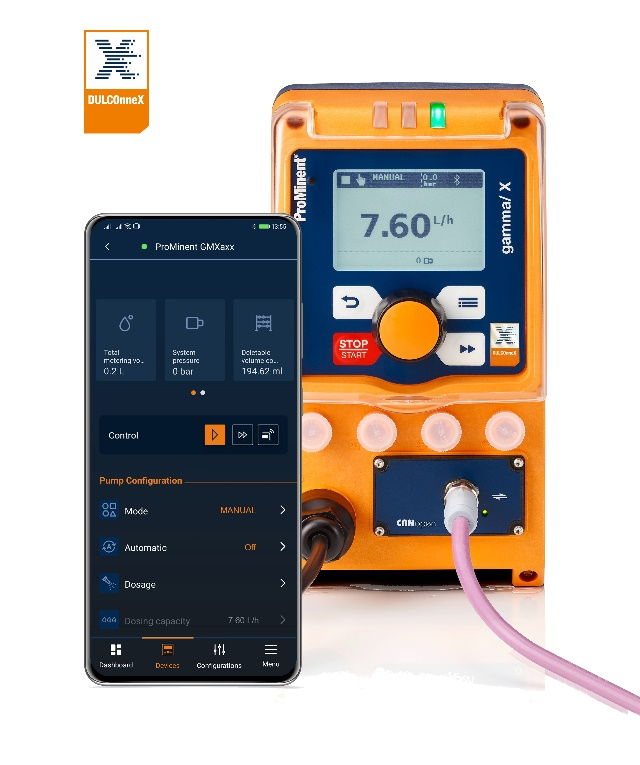 DULCOnneX
13:55
ProMinent GMXaxx
Total
metering vo...
0.2 L
System
pressure
0 bar
Deletable
volume co...
194.62 ml
Control
Pump Configuration
Mode
MANUAL
Automatic
Off
Dosage
Dosing capacity
7.60 L/h
Dashboard
Devices
Configurations
Menu
ProMinent®
gamma/ X
MANUAL
0.0
bar
7.60 L/h
0
STOP
START
DULCOnneX
CAN